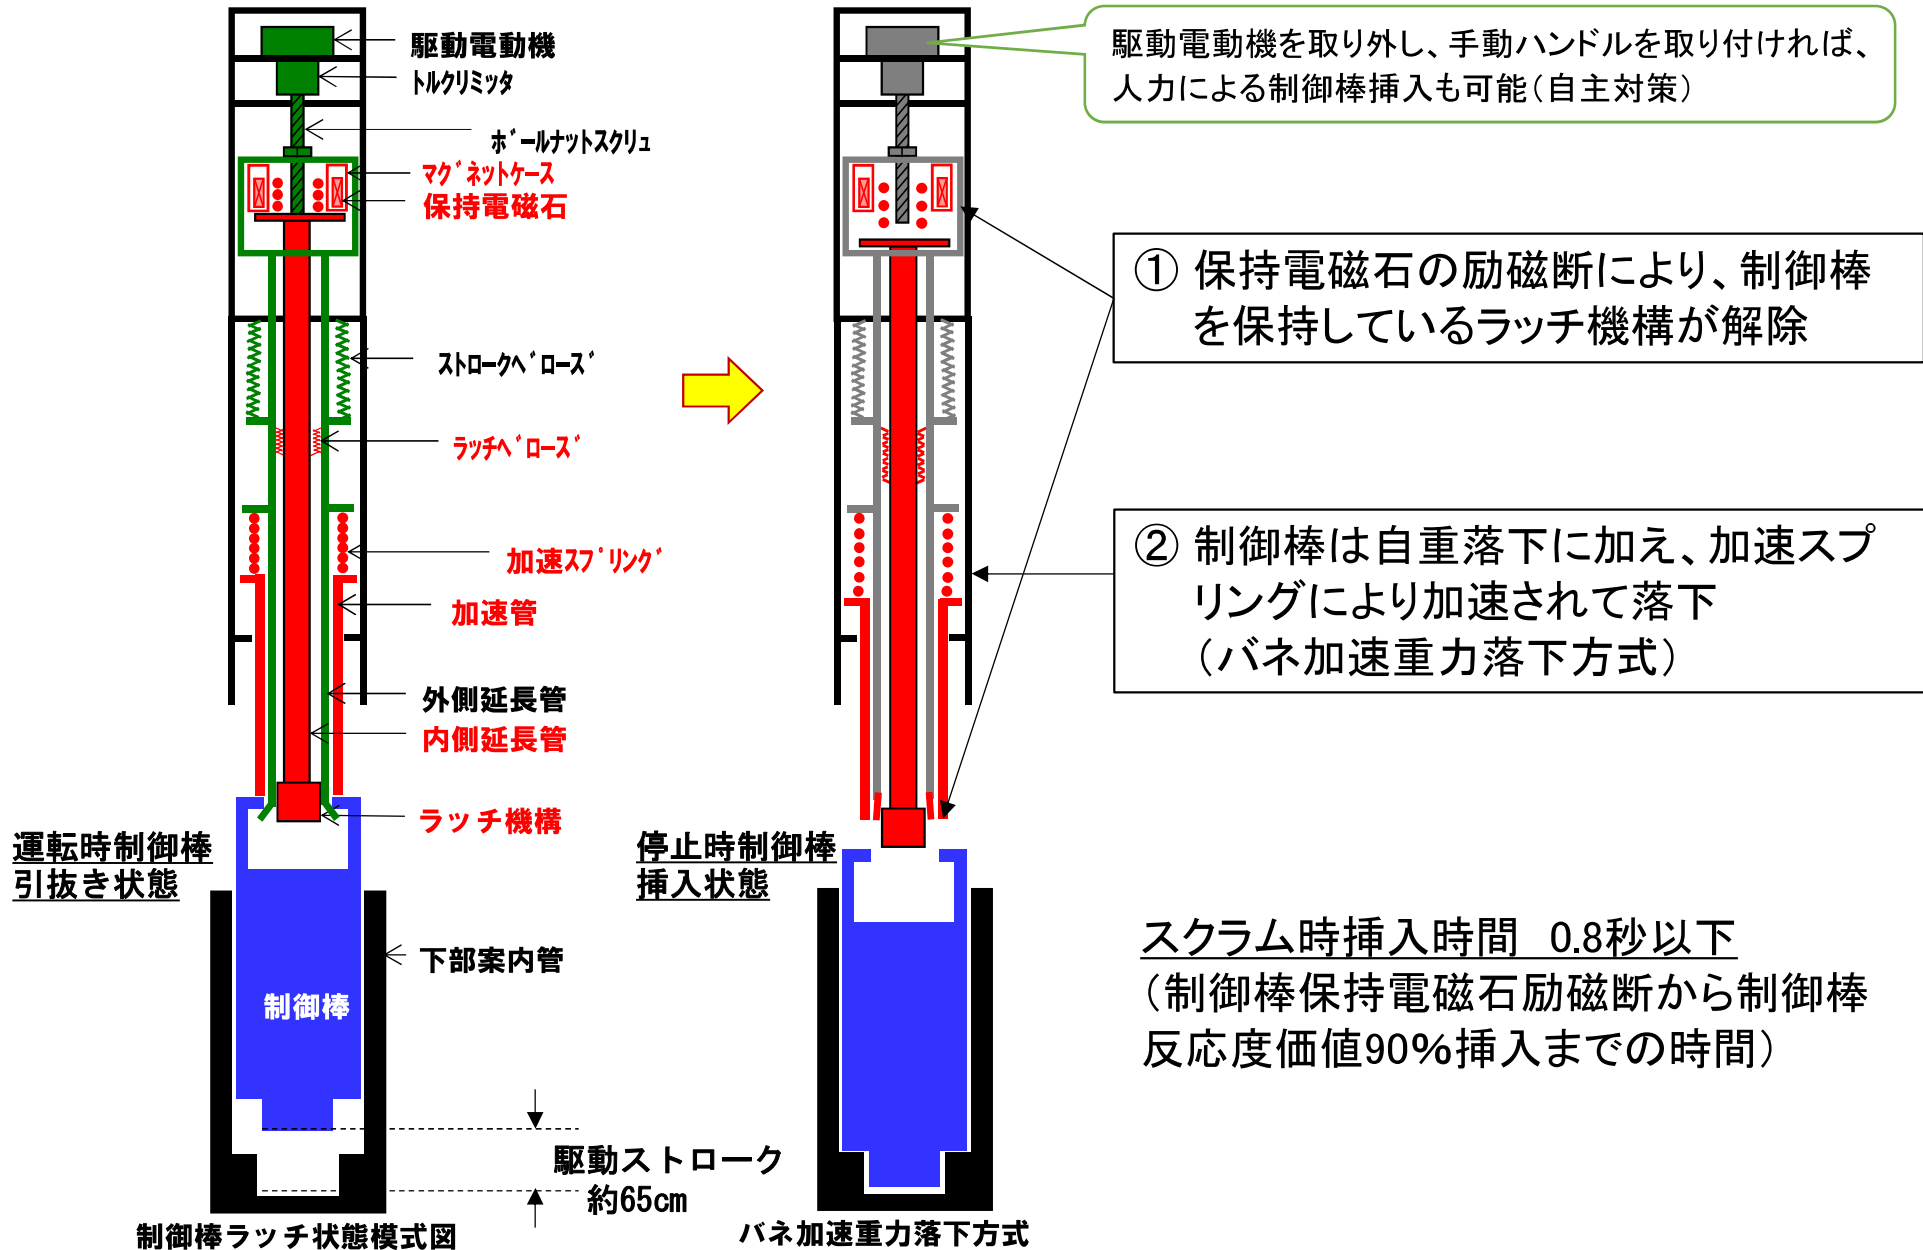 駆動電動機
トルクリミッタ
ボールナットスクリュ
マグネットケース
保持電磁石
ストロークベローズ
ラッチベローズ
加速スプリング
加速管
外側延長管
内側延長管
ラッチ機構
運転時制御棒
引抜き状態
下部案内管
制御棒
駆動ストローク
約65cm
制御棒ラッチ状態模式図
駆動電動機を取り外し、手動ハンドルを取り付ければ、
人力による制御棒挿入も可能（自主対策）
① 保持電磁石の励磁断により、制御棒
を保持しているラッチ機構が解除
② 制御棒は自重落下に加え、加速スプ
リングにより加速されて落下
（バネ加速重力落下方式）
停止時制御棒
挿入状態
スクラム時挿入時間　0.8秒以下
（制御棒保持電磁石励磁断から制御棒
反応度価値90%挿入までの時間）
バネ加速重力落下方式